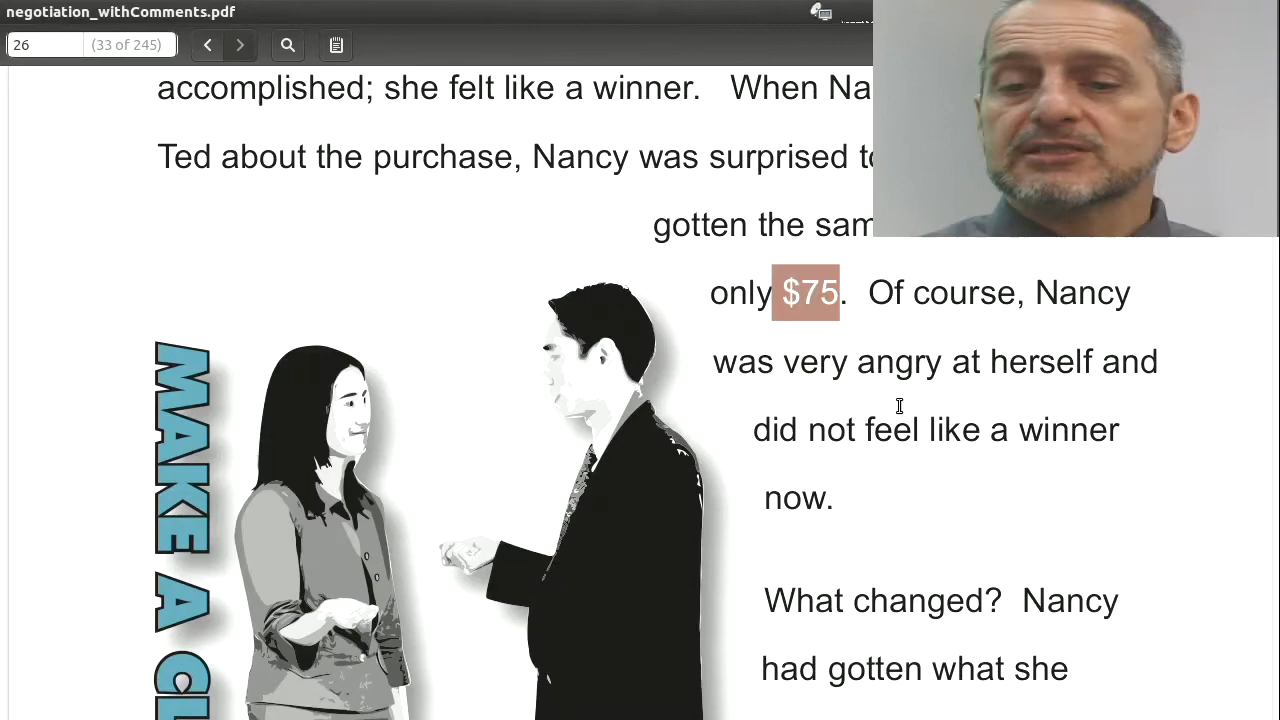 negotiation_withComments.pdf
26 (33 of 245)
accomplished; she felt like a winner. When Na
Ted about the purchase, Nancy was surprised to
gotten the sam
only $75. Of course, Nancy
was very angry at herself and
did not feel like a winner
now.
What changed? Nancy
had gotten what she
MAKE A CL